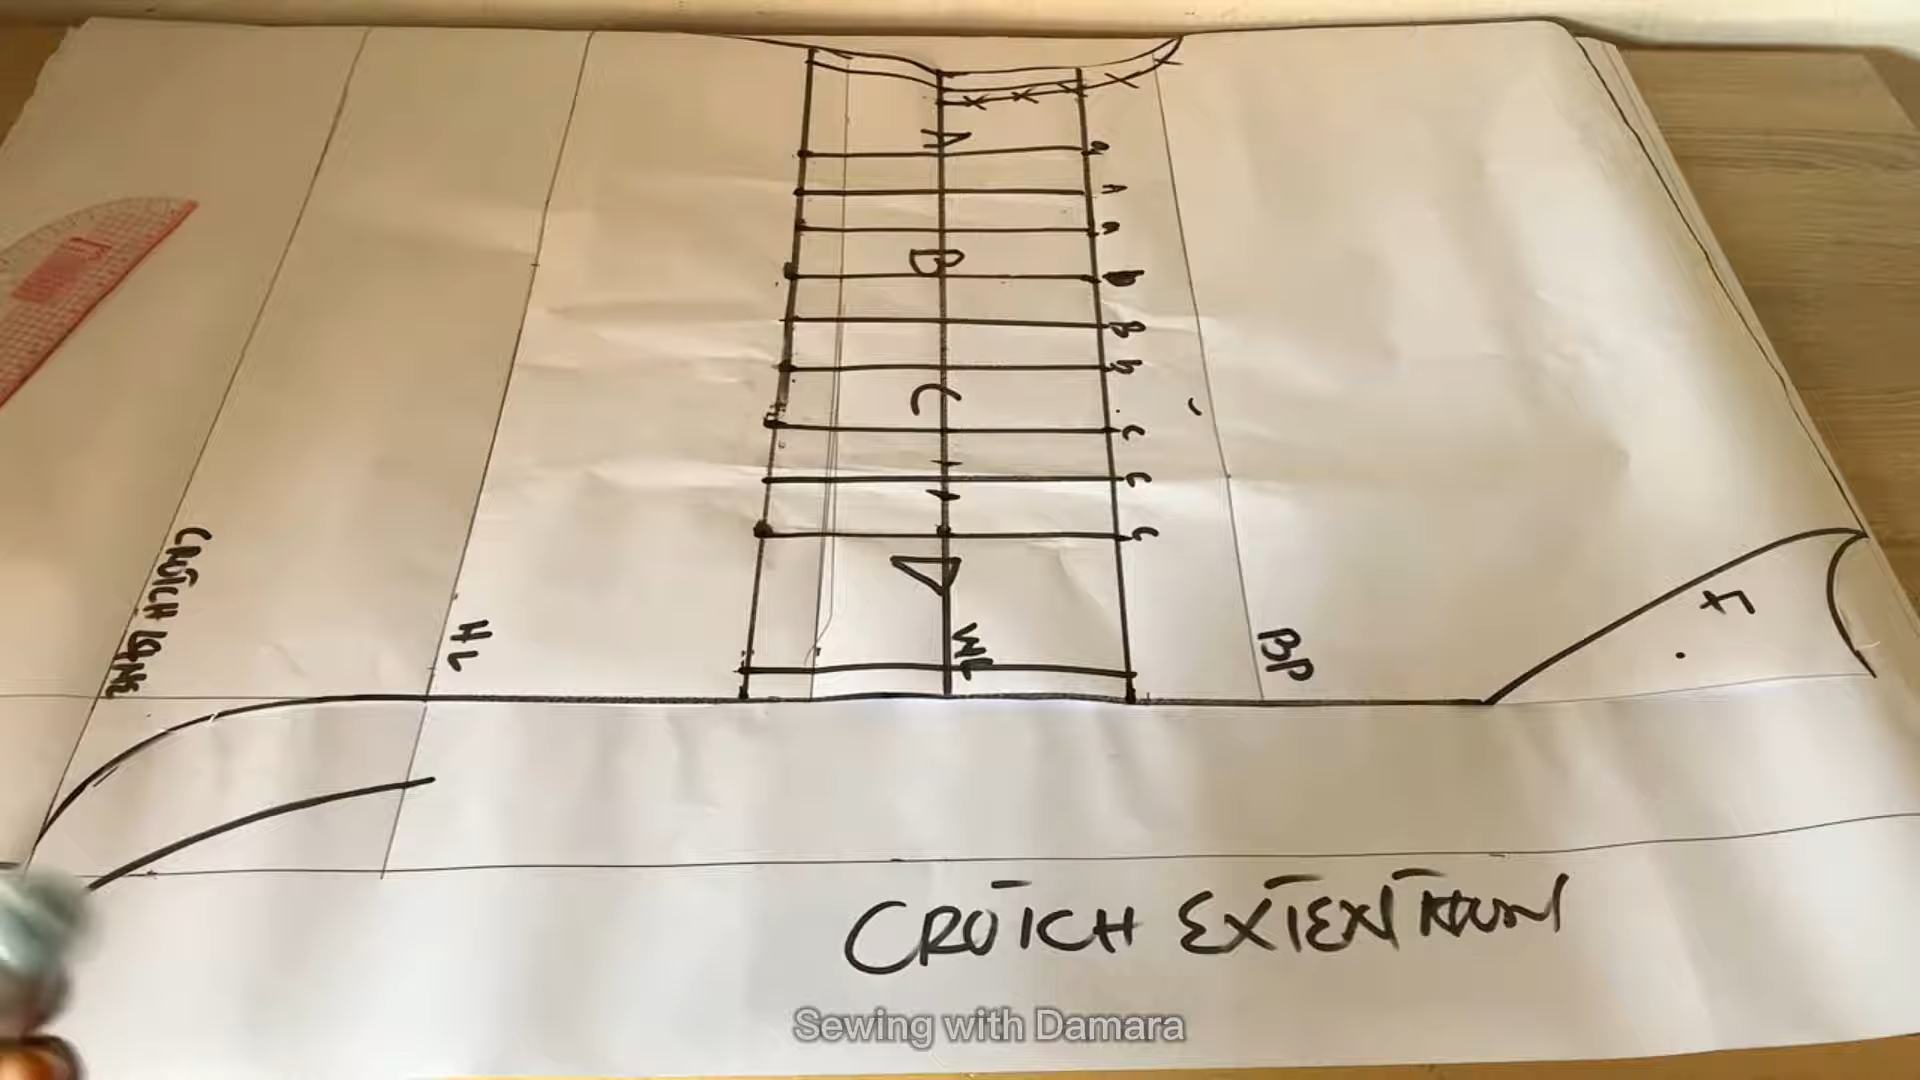 A
a
A
a
B
b
B
b
C
c
c
c
D
WL
HL
BP
F
CROTCH LINE
CROTCH EXTENTION
Sewing with Damara